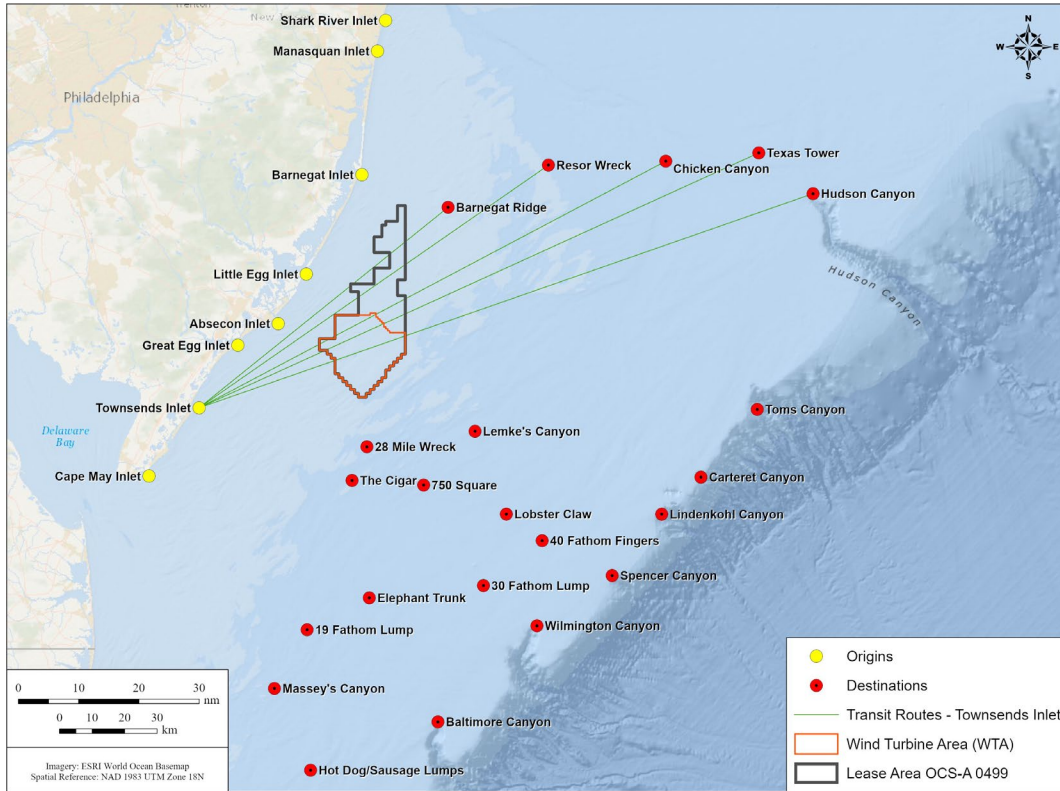 Trenton
New
Shark River Inlet
N
W E
S
Manasquan Inlet
Philadelphia
Texas Tower
Resor Wreck
Chicken Canyon
Barnegat Inlet
Hudson Canyon
Barnegat Ridge
Little Egg Inlet
Hudson Canyon
Absecon Inlet
Great Egg Inlet
Townsends Inlet
Toms Canyon
Delaware
Bay
Lemke's Canyon
28 Mile Wreck
Cape May Inlet
The Cigar
750 Square
Carteret Canyon
Lobster Claw
Lindenkohl Canyon
40 Fathom Fingers
Spencer Canyon
30 Fathom Lump
Elephant Trunk
19 Fathom Lump
Wilmington Canyon
Massey's Canyon
Baltimore Canyon
Hot Dog/Sausage Lumps
0 10 20 30
nm
0 10 20 30
km
Imagery: ESRI World Ocean Basemap
Spatial Reference: NAD 1983 UTM Zone 18N
Origins
Destinations
Transit Routes - Townsends Inlet
Wind Turbine Area (WTA)
Lease Area OCS-A 0499